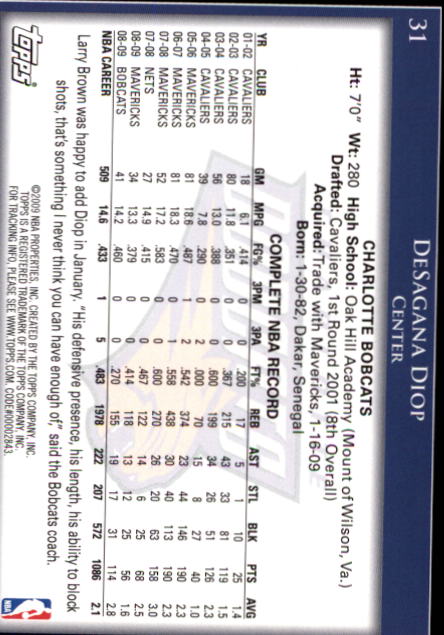 31
DESAGANA DIOP
CENTER
CHARLOTTE BOBCATS
Ht: 7'0" Wt: 280 High School: Oak Hill Academy (Mount of Wilson, Va.)
Drafted: Cavaliers, 1st Round 2001 (8th Overall)
Acquired: Trade with Mavericks, 1-16-09
Born: 1-30-82, Dakar, Senegal
COMPLETE NBA RECORD
YR CLUB GM MPG FG% 3PM 3PA FT% REB AST STL BLK PTS AVG
01-02 CAVALIERS 18 6.1 .414 0 0 .200 17 5 1 10 25 1.4
02-03 CAVALIERS 80 11.8 .351 0 0 .367 215 43 33 81 119 1.5
03-04 CAVALIERS 56 13.0 .388 0 0 .600 199 34 26 51 126 2.3
04-05 CAVALIERS 39 7.8 .290 0 2 .000 70 15 8 27 40 1.0
05-06 MAVERICKS 81 18.6 .487 1 2 .542 374 23 44 146 190 2.3
06-07 MAVERICKS 81 18.3 .470 0 1 .558 438 30 40 113 190 2.3
07-08 MAVERICKS 52 17.2 .583 0 0 .600 270 26 20 63 158 3.0
07-08 NETS 27 14.9 .415 0 0 .467 122 14 6 25 68 2.5
08-09 MAVERICKS 34 13.3 .379 0 0 .414 118 13 12 25 56 1.6
08-09 BOBCATS 41 14.2 .460 0 0 .270 155 19 17 31 114 2.8
NBA CAREER 509 14.6 .433 1 5 .483 1978 222 207 572 1086 2.1
Larry Brown was happy to add Diop in January. "His defensive presence, his length, his ability to block
shots, that's something I never think you can have enough of," said the Bobcats coach.
Topps
©2009 NBA PROPERTIES, INC. CREATED BY THE TOPPS COMPANY, INC.
TOPPS IS A REGISTERED TRADEMARK OF THE TOPPS COMPANY, INC.
FOR TRACKING INFO, PLEASE SEE WWW.TOPPS.COM. CODE#D0002843.
NBA